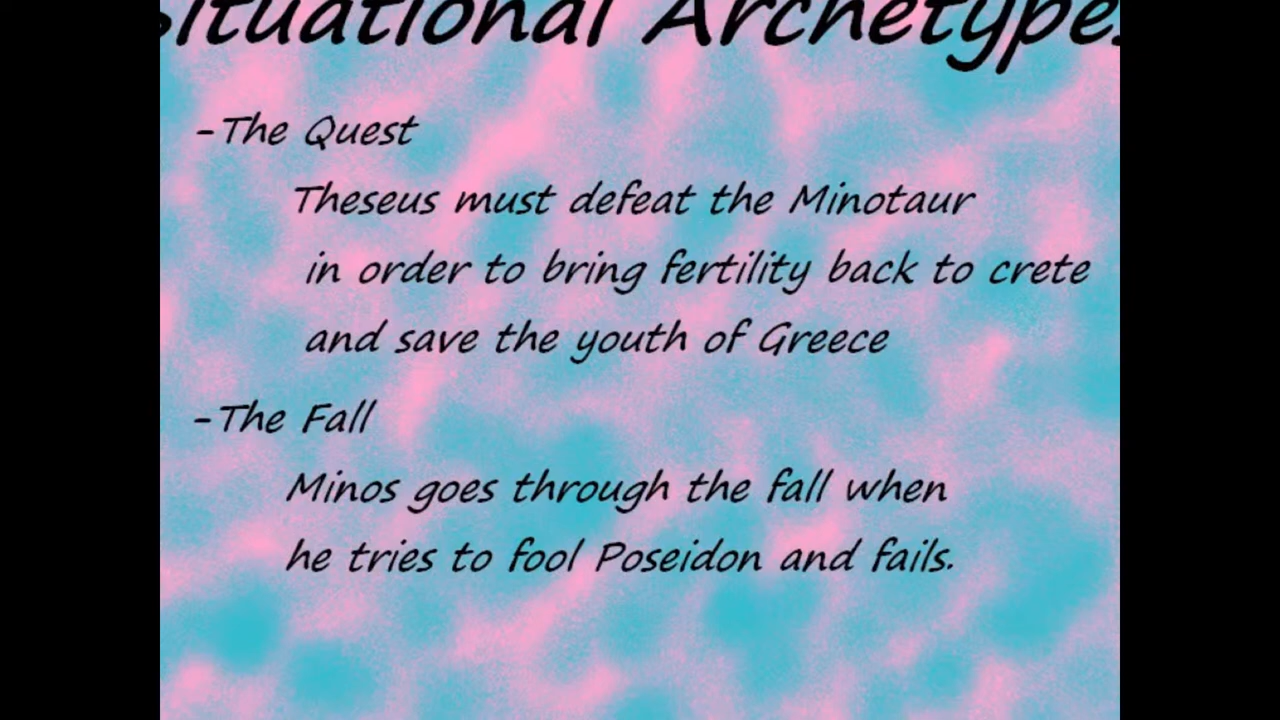 Situational Archetypes
-The Quest
Theseus must defeat the Minotaur
in order to bring fertility back to crete
and save the youth of Greece
-The Fall
Minos goes through the fall when
he tries to fool Poseidon and fails.